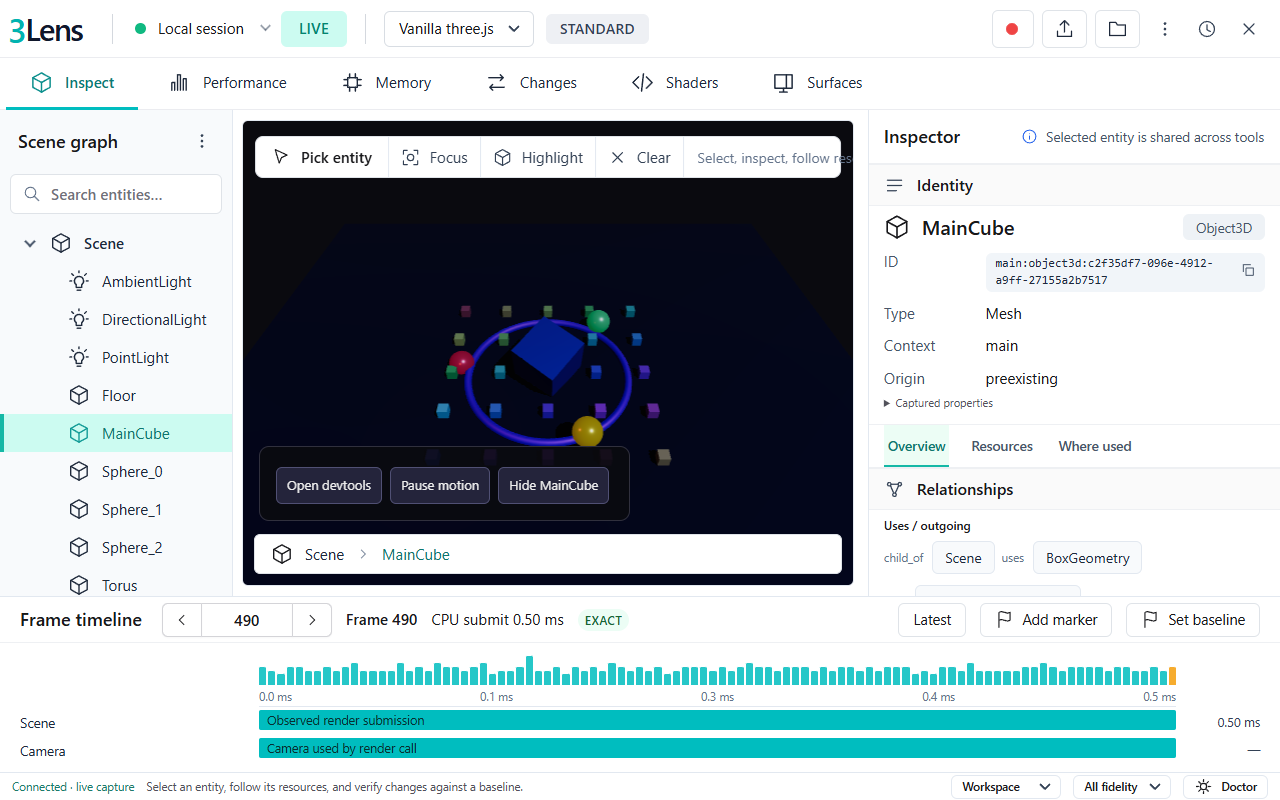 3Lens
Local session
LIVE
Vanilla three.js
STANDARD
Inspect
Performance
Memory
Changes
Shaders
Surfaces
Scene graph
Search entities...
Scene
AmbientLight
DirectionalLight
PointLight
Floor
MainCube
Sphere_0
Sphere_1
Sphere_2
Torus
Pick entity
Focus
Highlight
Clear
Select, inspect, follow res
Open devtools
Pause motion
Hide MainCube
Scene
MainCube
Inspector
Selected entity is shared across tools
Identity
MainCube
Object3D
ID
main:object3d:c2f35df7-096e-4912-
a9ff-27155a2b7517
Type
Mesh
Context
main
Origin
preexisting
Captured properties
Overview
Resources
Where used
Relationships
Uses / outgoing
child_of
Scene
uses
BoxGeometry
Frame timeline
490
Frame 490
CPU submit 0.50 ms
EXACT
Latest
Add marker
Set baseline
0.0 ms
0.1 ms
0.3 ms
0.4 ms
0.5 ms
Scene
Observed render submission
0.50 ms
Camera
Camera used by render call
—
Connected · live capture
Select an entity, follow its resources, and verify changes against a baseline.
Workspace
All fidelity
Doctor